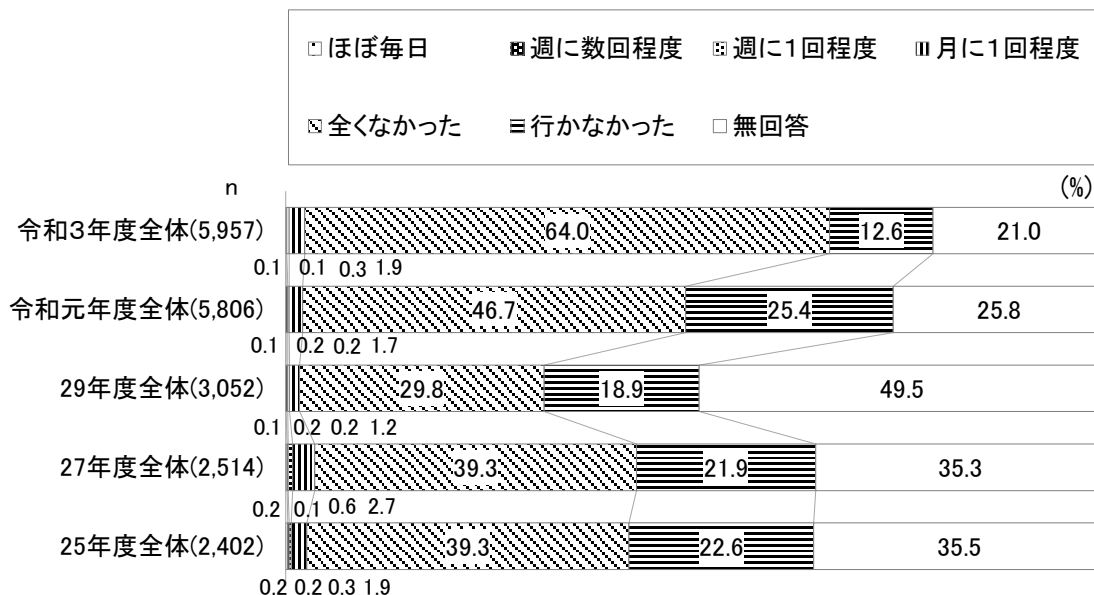 ほぼ毎日 週に数回程度 週に1回程度 月に1回程度
全くなかった 行かなかった 無回答
n (%)
令和3年度全体(5,957) 64.0 12.6 21.0
0.1 0.1 0.3 1.9
令和元年度全体(5,806) 46.7 25.4 25.8
0.1 0.2 0.2 1.7
29年度全体(3,052) 29.8 18.9 49.5
0.1 0.2 0.2 1.2
27年度全体(2,514) 39.3 21.9 35.3
0.2 0.1 0.6 2.7
25年度全体(2,402) 39.3 22.6 35.5
0.2 0.2 0.3 1.9